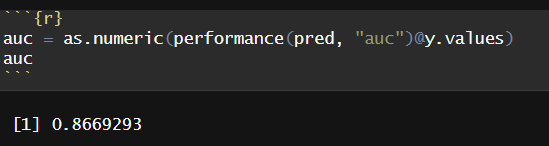 ```{r}
auc = as.numeric(performance(pred, "auc")@y.values)
auc
```
[1] 0.8669293